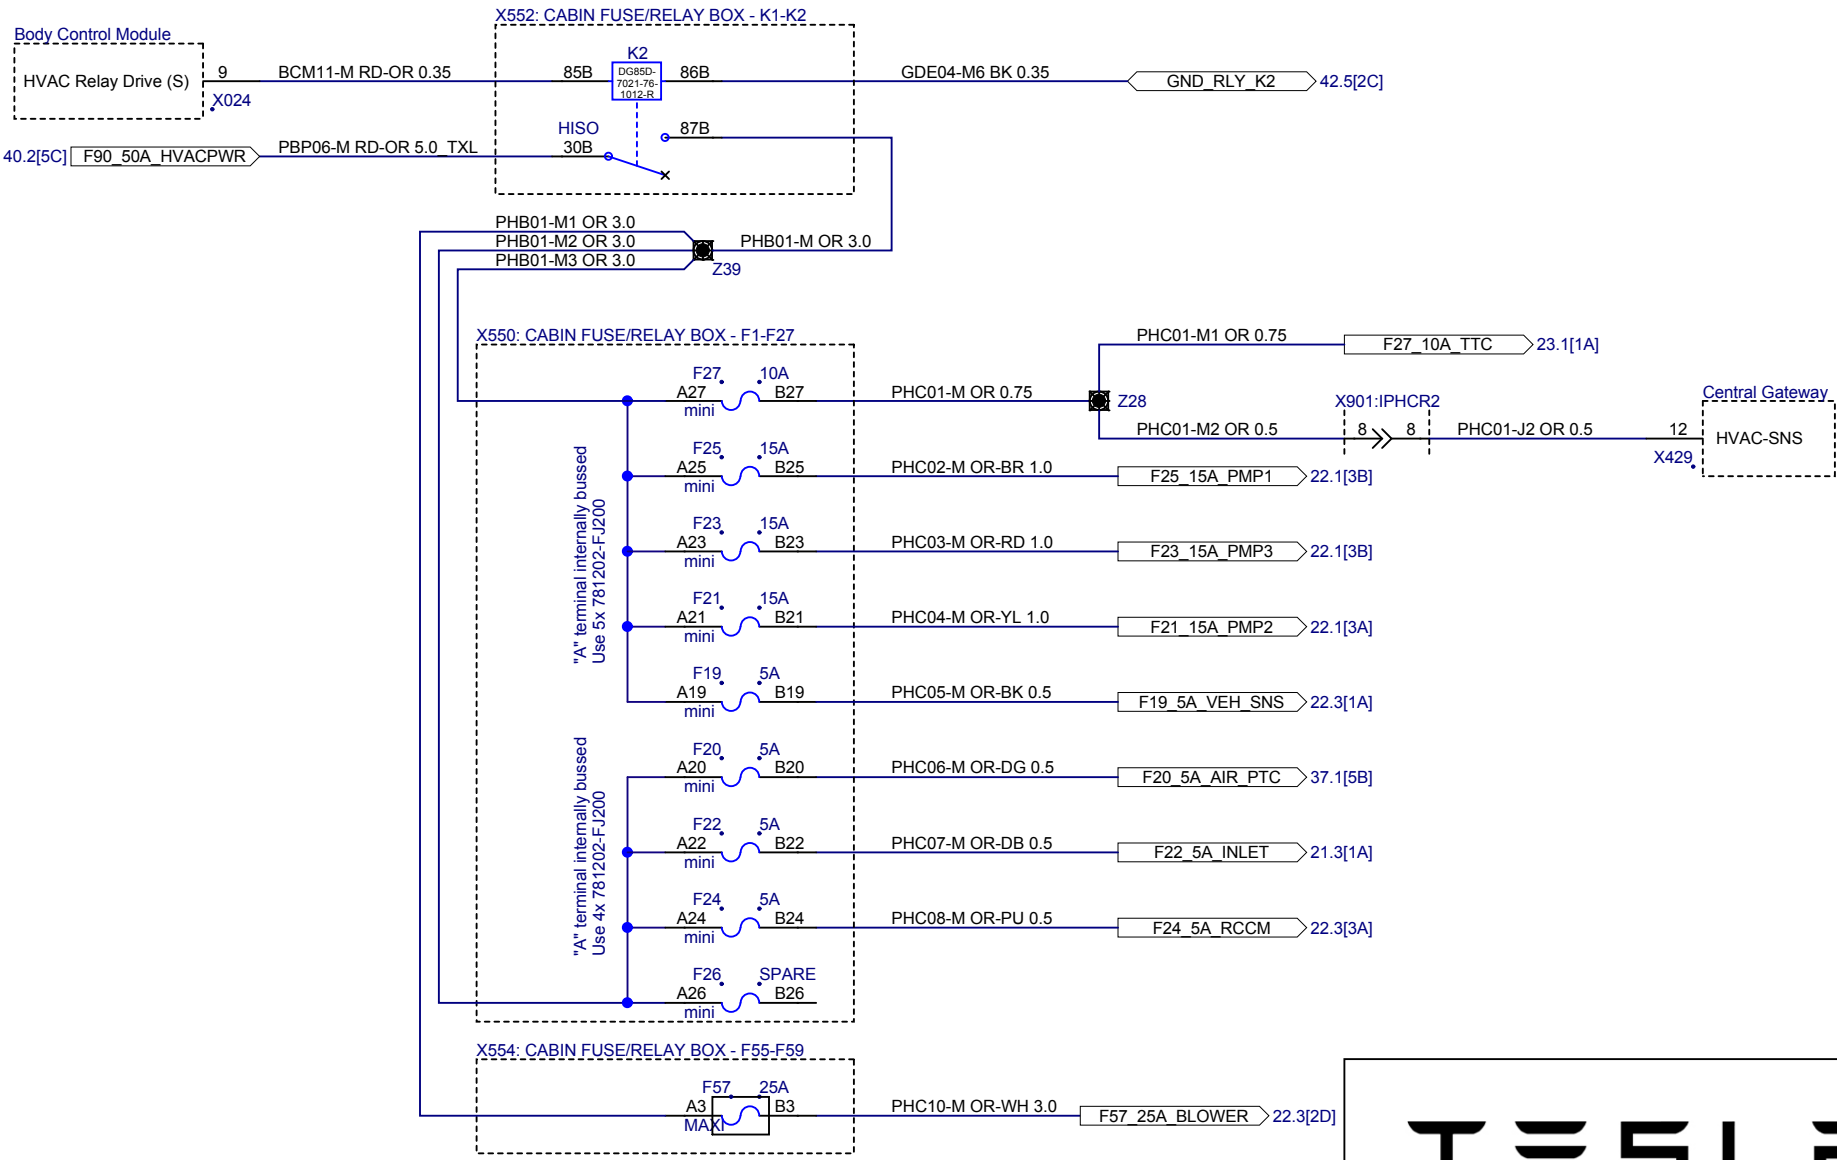 X552: CABIN FUSE/RELAY BOX - K1-K2
Body Control Module
HVAC Relay Drive (S)
9
X024
BCM11-M RD-OR 0.35
85B
K2
DG85D-
7021-76-
1012-R
86B
GDE04-M6 BK 0.35
GND_RLY_K2
42.5[2C]
40.2[5C]
F90_50A_HVACPWR
PBP06-M RD-OR 5.0_TXL
HISO
30B
87B
PHB01-M1 OR 3.0
PHB01-M2 OR 3.0
PHB01-M3 OR 3.0
PHB01-M OR 3.0
Z39
X550: CABIN FUSE/RELAY BOX - F1-F27
F27
10A
A27
mini
B27
PHC01-M OR 0.75
Z28
PHC01-M1 OR 0.75
F27_10A_TTC
23.1[1A]
PHC01-M2 OR 0.5
X901:IPHCR2
8
8
PHC01-J2 OR 0.5
12
X429
Central Gateway
HVAC-SNS
"A" terminal internally bussed
Use 5x 781202-FJ200
F25
15A
A25
mini
B25
PHC02-M OR-BR 1.0
F25_15A_PMP1
22.1[3B]
F23
15A
A23
mini
B23
PHC03-M OR-RD 1.0
F23_15A_PMP3
22.1[3B]
F21
15A
A21
mini
B21
PHC04-M OR-YL 1.0
F21_15A_PMP2
22.1[3A]
F19
5A
A19
mini
B19
PHC05-M OR-BK 0.5
F19_5A_VEH_SNS
22.3[1A]
"A" terminal internally bussed
Use 4x 781202-FJ200
F20
5A
A20
mini
B20
PHC06-M OR-DG 0.5
F20_5A_AIR_PTC
37.1[5B]
F22
5A
A22
mini
B22
PHC07-M OR-DB 0.5
F22_5A_INLET
21.3[1A]
F24
5A
A24
mini
B24
PHC08-M OR-PU 0.5
F24_5A_RCCM
22.3[3A]
F26
SPARE
A26
mini
B26
X554: CABIN FUSE/RELAY BOX - F55-F59
F57
25A
A3
MAXI
B3
PHC10-M OR-WH 3.0
F57_25A_BLOWER
22.3[2D]